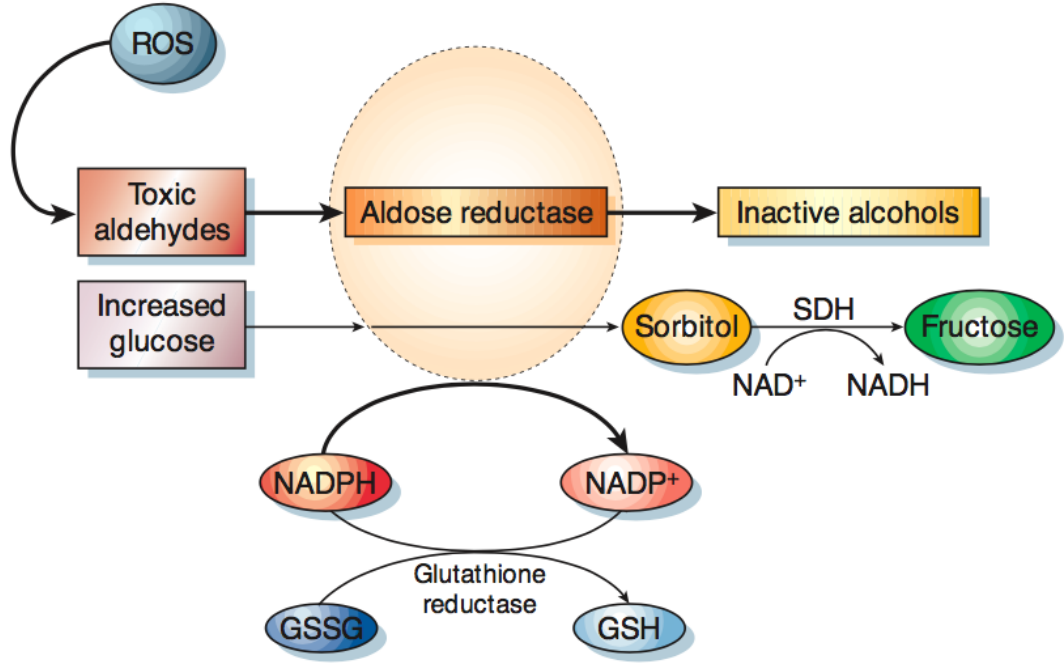 ROS
Toxic
aldehydes
Aldose reductase
Inactive alcohols
Increased
glucose
Sorbitol
SDH
Fructose
NAD⁺
NADH
NADPH
NADP⁺
Glutathione
reductase
GSSG
GSH